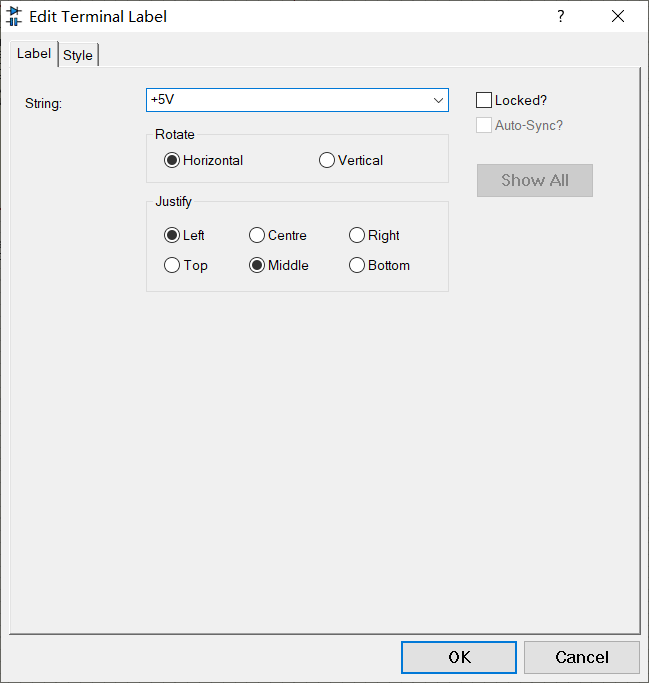 Edit Terminal Label
?
Label Style
String: +5V
Locked?
Auto-Sync?
Rotate
Horizontal Vertical
Show All
Justify
Left Centre Right
Top Middle Bottom
OK Cancel